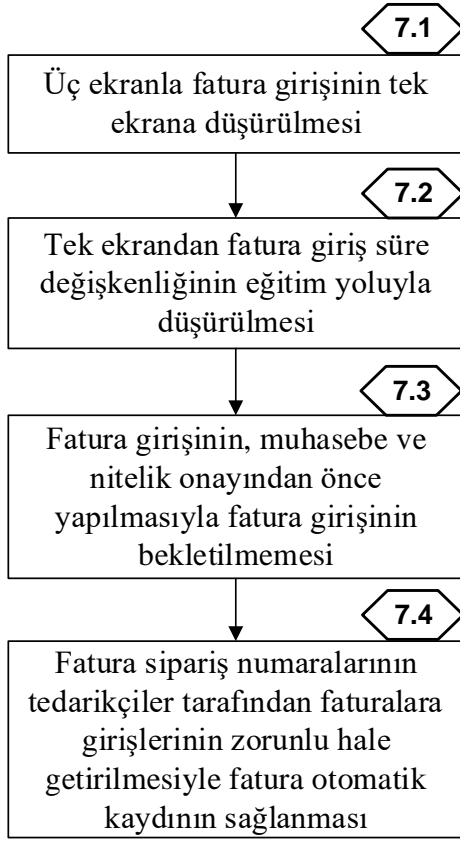 7.1
Üç ekranla fatura girişinin tek
ekrana düşürülmesi
7.2
Tek ekrandan fatura giriş süre
değişkenliğinin eğitim yoluyla
düşürülmesi
7.3
Fatura girişinin, muhasebe ve
nitelik onayından önce
yapılmasıyla fatura girişinin
bekletilmemesi
7.4
Fatura sipariş numaralarının
tedarikçiler tarafından faturalara
girişlerinin zorunlu hale
getirilmesiyle fatura otomatik
kaydının sağlanması